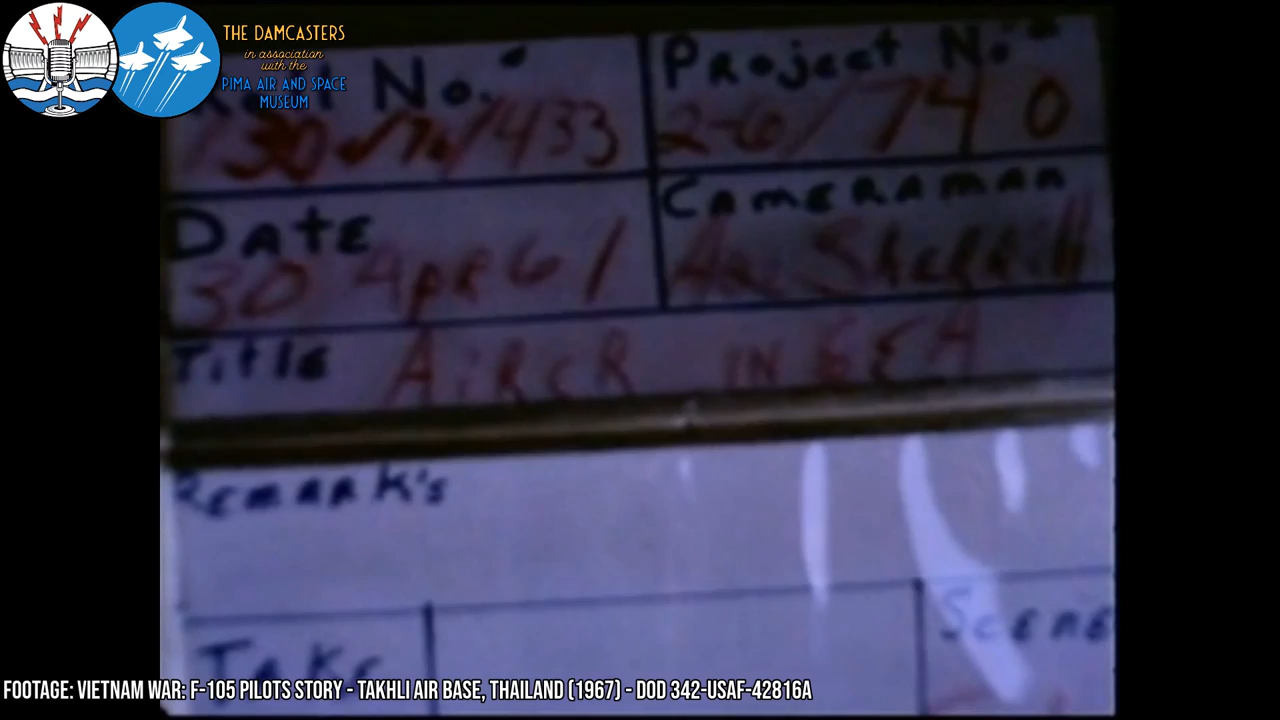 THE DAMCASTERS
in association
with the
PIMA AIR AND SPACE
MUSEUM
No.
Project No.
/433
2-6/740
Date
Cameraman
30 Apr 6
Title
AiRCR IN SEA
Remark's
Take
Scene
FOOTAGE: VIETNAM WAR: F-105 PILOTS STORY - TAKHLI AIR BASE, THAILAND (1967) - DOD 342-USAF-42816A